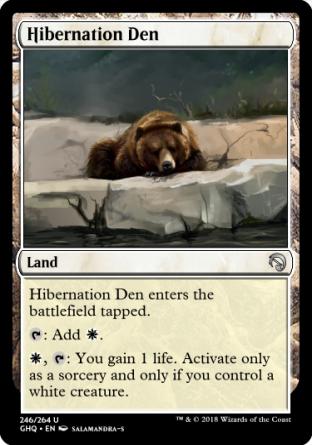 Hibernation Den
Land
Hibernation Den enters the
battlefield tapped.
: Add .
, : You gain 1 life. Activate only
as a sorcery and only if you control a
white creature.
246/264 U
GHQ • EN SALAMANDRA-S
™ & © 2018 Wizards of the Coast